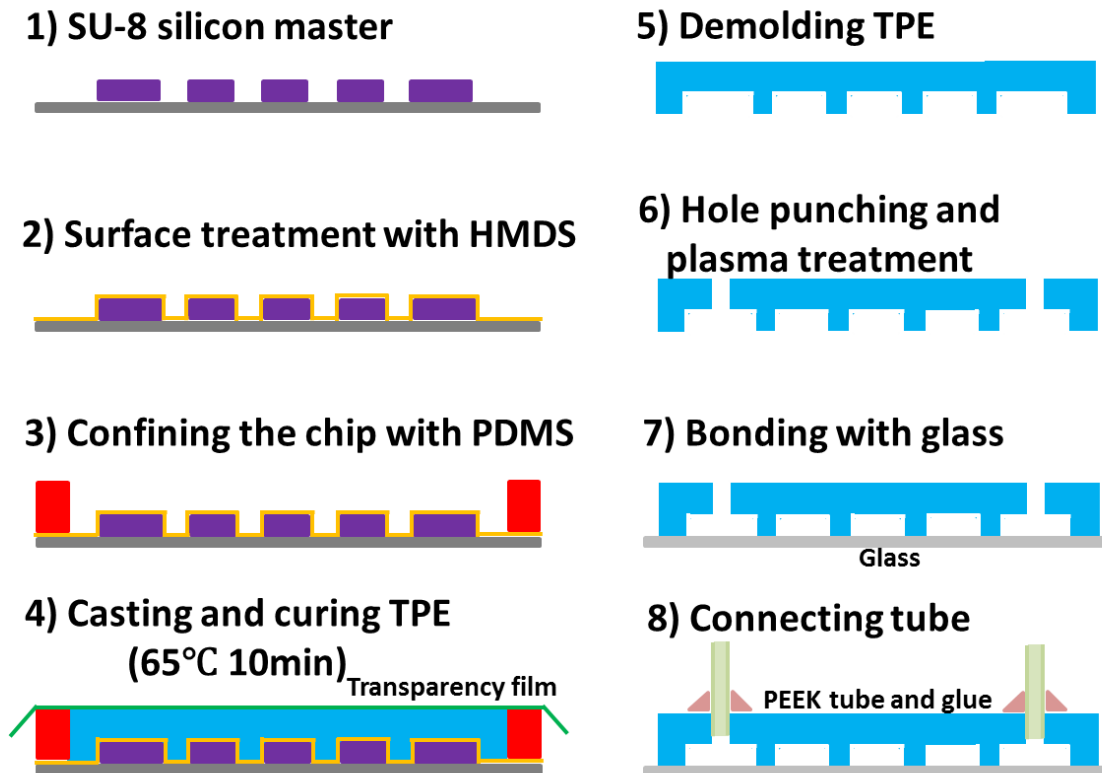 1) SU-8 silicon master
2) Surface treatment with HMDS
3) Confining the chip with PDMS
4) Casting and curing TPE
(65℃ 10min)
Transparency film
5) Demolding TPE
6) Hole punching and
plasma treatment
7) Bonding with glass
Glass
8) Connecting tube
PEEK tube and glue